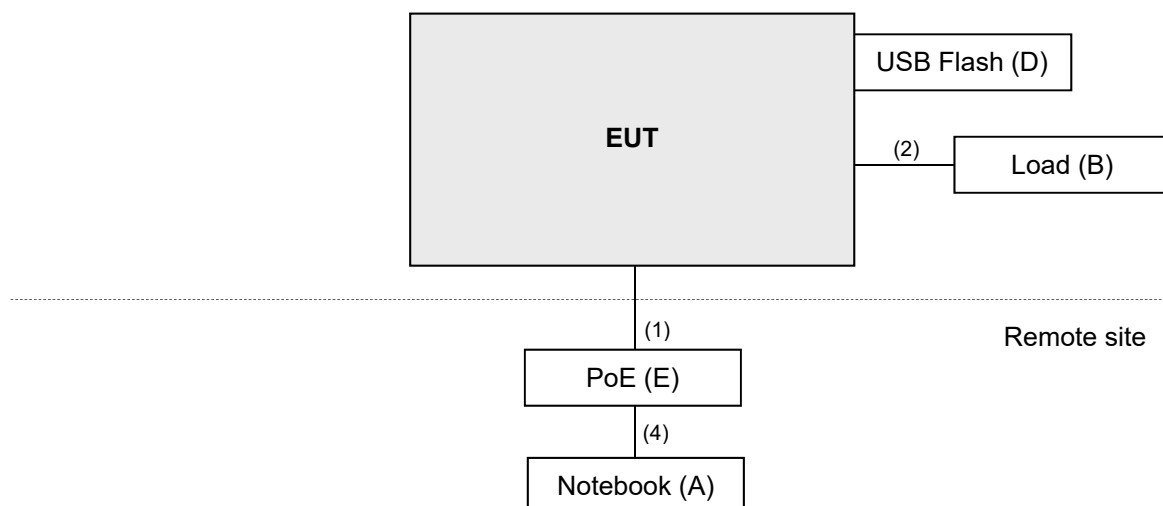 USB Flash (D)
EUT
(2)
Load (B)
(1)
Remote site
PoE (E)
(4)
Notebook (A)